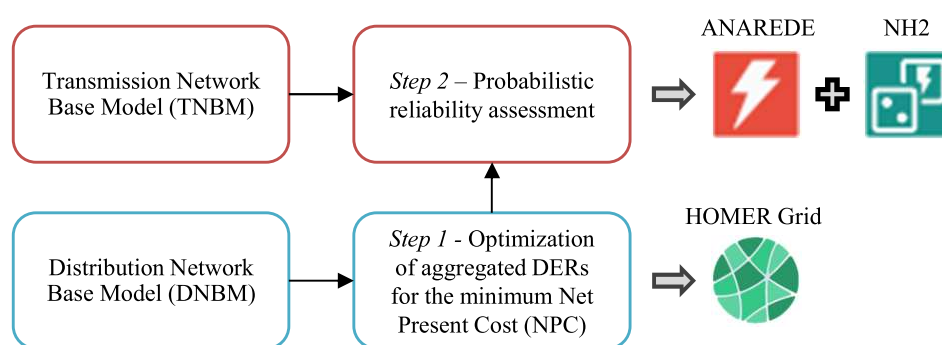 ANAREDE
NH2
Transmission Network
Base Model (TNBM)
Step 2 – Probabilistic
reliability assessment
HOMER Grid
Distribution Network
Base Model (DNBM)
Step 1 - Optimization
of aggregated DERs
for the minimum Net
Present Cost (NPC)